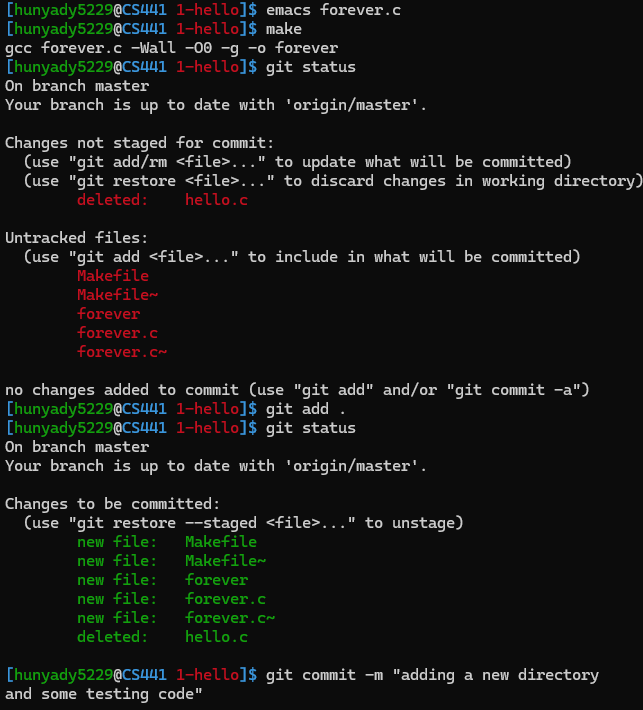 [hunyady5229@CS441 1-hello]$ emacs forever.c
[hunyady5229@CS441 1-hello]$ make
gcc forever.c -Wall -O0 -g -o forever
[hunyady5229@CS441 1-hello]$ git status
On branch master
Your branch is up to date with 'origin/master'.

Changes not staged for commit:
  (use "git add/rm <file>..." to update what will be committed)
  (use "git restore <file>..." to discard changes in working directory)
        deleted:    hello.c

Untracked files:
  (use "git add <file>..." to include in what will be committed)
        Makefile
        Makefile~
        forever
        forever.c
        forever.c~

no changes added to commit (use "git add" and/or "git commit -a")
[hunyady5229@CS441 1-hello]$ git add .
[hunyady5229@CS441 1-hello]$ git status
On branch master
Your branch is up to date with 'origin/master'.

Changes to be committed:
  (use "git restore --staged <file>..." to unstage)
        new file:   Makefile
        new file:   Makefile~
        new file:   forever
        new file:   forever.c
        new file:   forever.c~
        deleted:    hello.c

[hunyady5229@CS441 1-hello]$ git commit -m "adding a new directory
and some testing code"